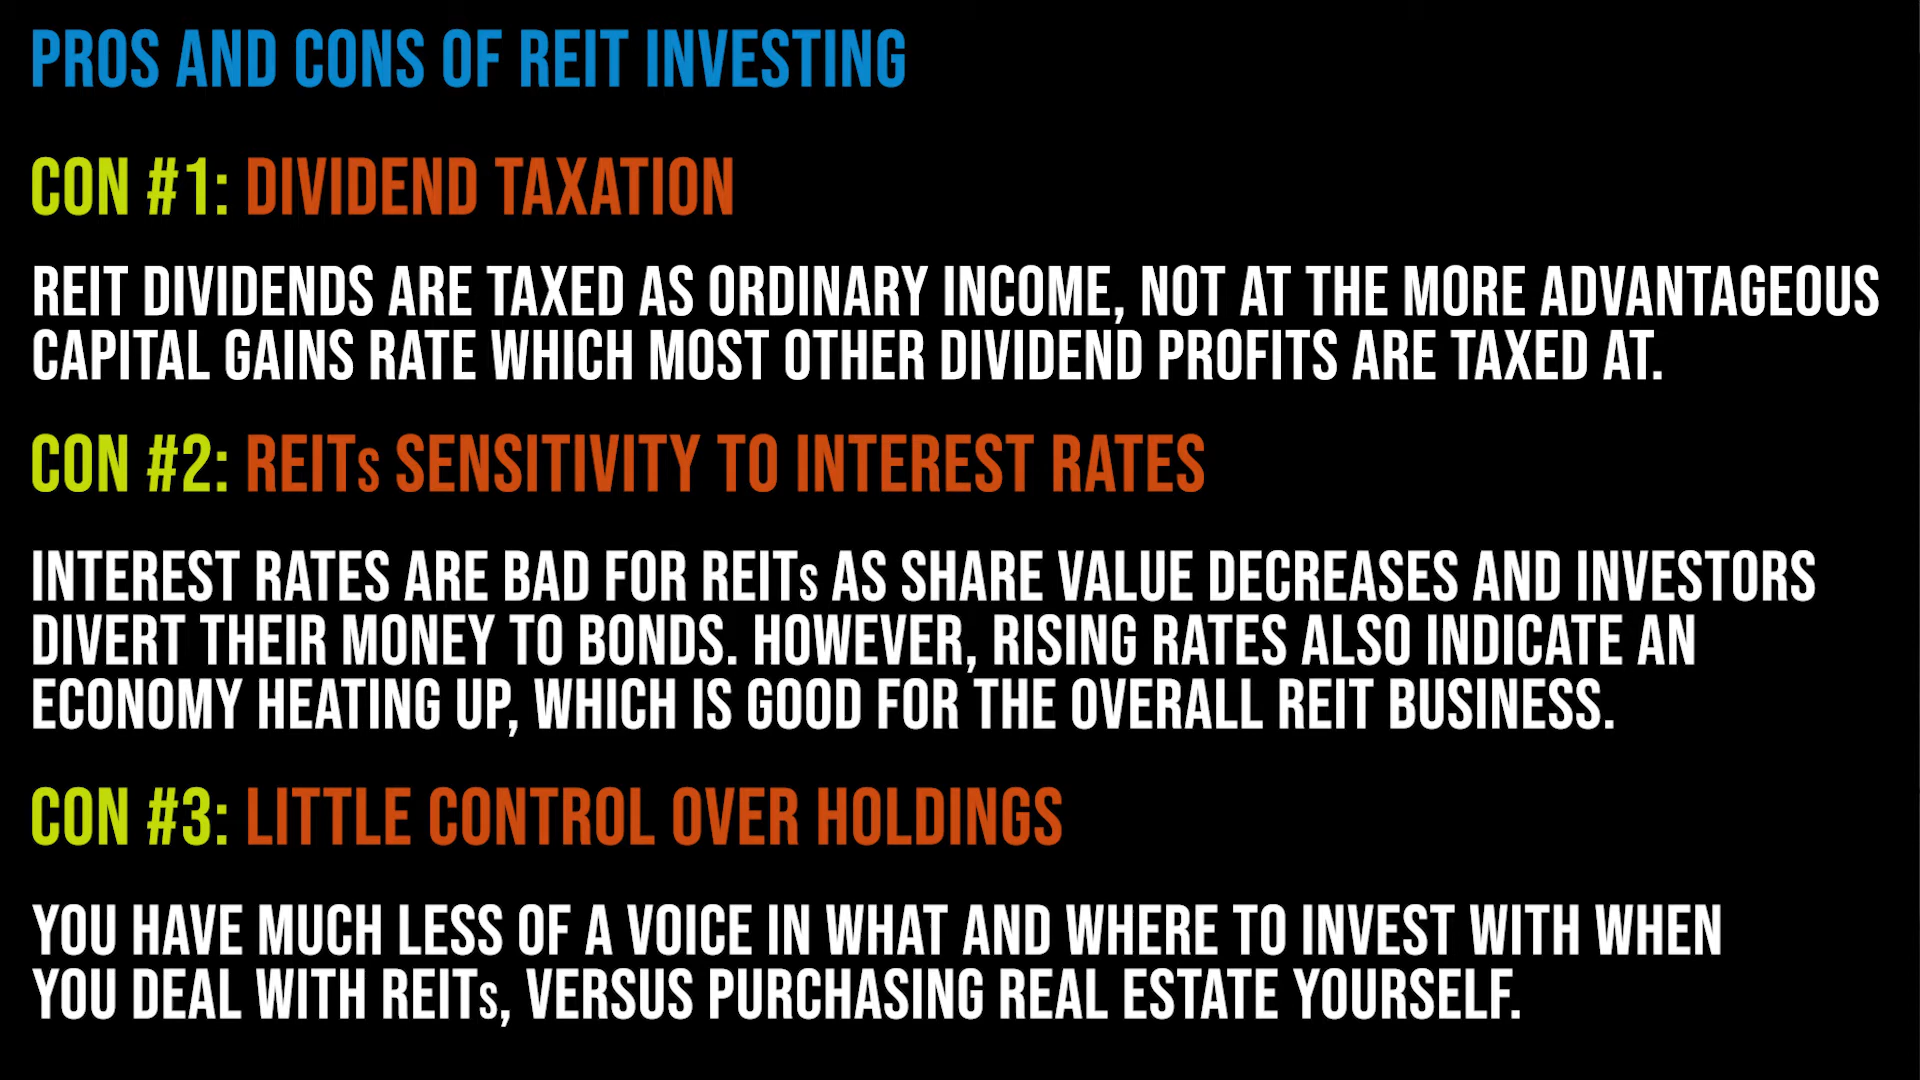 PROS AND CONS OF REIT INVESTING
CON #1: DIVIDEND TAXATION
REIT DIVIDENDS ARE TAXED AS ORDINARY INCOME, NOT AT THE MORE ADVANTAGEOUS
CAPITAL GAINS RATE WHICH MOST OTHER DIVIDEND PROFITS ARE TAXED AT.
CON #2: REITs SENSITIVITY TO INTEREST RATES
INTEREST RATES ARE BAD FOR REITs AS SHARE VALUE DECREASES AND INVESTORS
DIVERT THEIR MONEY TO BONDS. HOWEVER, RISING RATES ALSO INDICATE AN
ECONOMY HEATING UP, WHICH IS GOOD FOR THE OVERALL REIT BUSINESS.
CON #3: LITTLE CONTROL OVER HOLDINGS
YOU HAVE MUCH LESS OF A VOICE IN WHAT AND WHERE TO INVEST WITH WHEN
YOU DEAL WITH REITs, VERSUS PURCHASING REAL ESTATE YOURSELF.